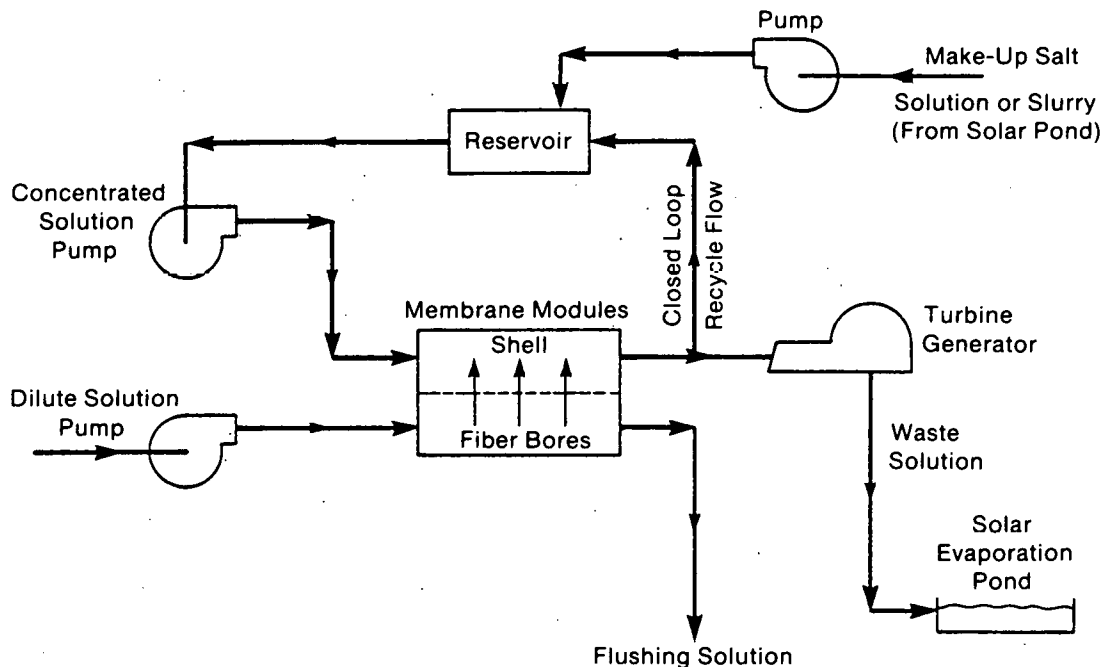 Pump
Make-Up Salt
Solution or Slurry
(From Solar Pond)
Reservoir
Concentrated
Solution
Pump
Closed Loop
Recycle Flow
Membrane Modules
Shell
Fiber Bores
Turbine
Generator
Dilute Solution
Pump
Waste
Solution
Solar
Evaporation
Pond
Flushing Solution